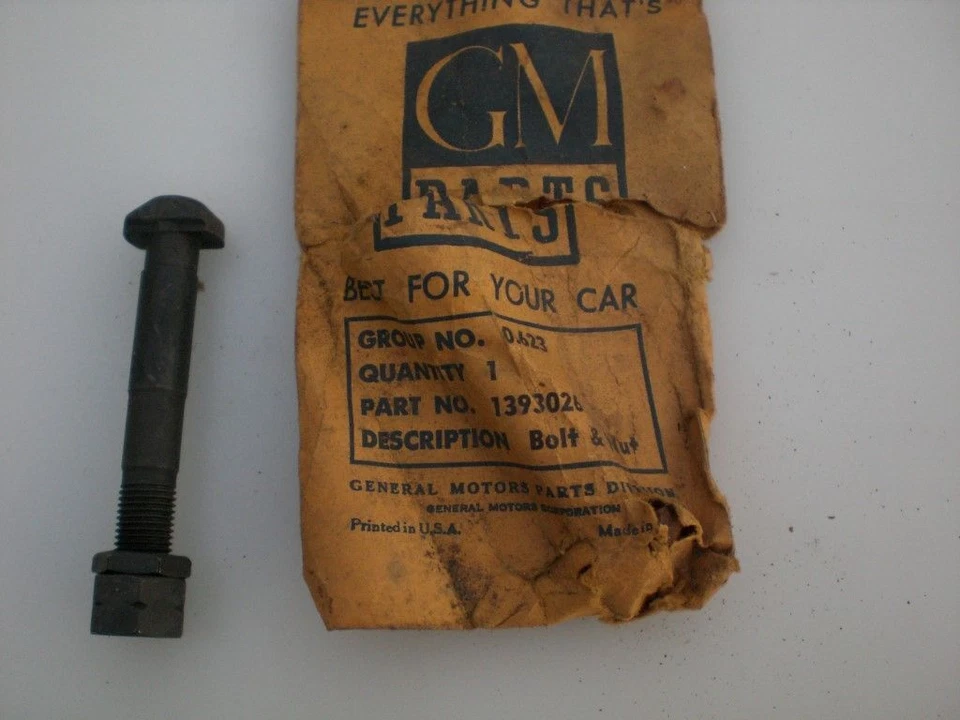 EVERYTHING THAT'S
GM
PARTS
BEST FOR YOUR CAR
GROUP NO. 0.623
QUANTITY 1
PART NO. 1393026
DESCRIPTION Bolt & Nut
GENERAL MOTORS PARTS DIVISION
GENERAL MOTORS CORPORATION
Printed in U.S.A. Made in